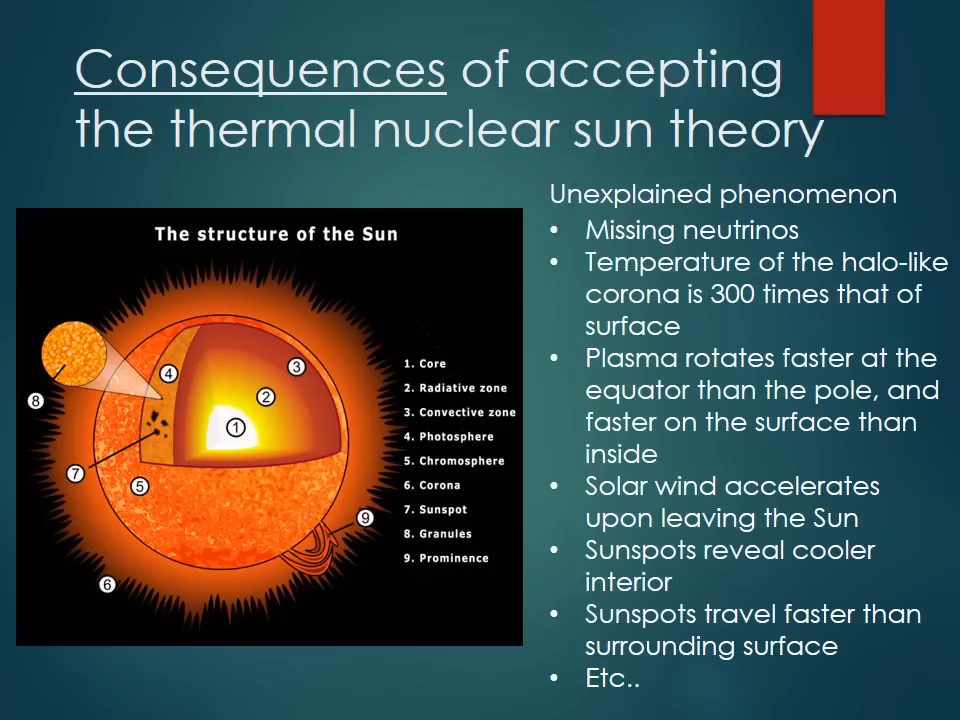 Consequences of accepting
the thermal nuclear sun theory
Unexplained phenomenon
• Missing neutrinos
• Temperature of the halo-like
corona is 300 times that of
surface
• Plasma rotates faster at the
equator than the pole, and
faster on the surface than
inside
• Solar wind accelerates
upon leaving the Sun
• Sunspots reveal cooler
interior
• Sunspots travel faster than
surrounding surface
• Etc..
The structure of the Sun
1
2
3
4
5
6
7
8
9
1. Core
2. Radiative zone
3. Convective zone
4. Photosphere
5. Chromosphere
6. Corona
7. Sunspot
8. Granules
9. Prominence